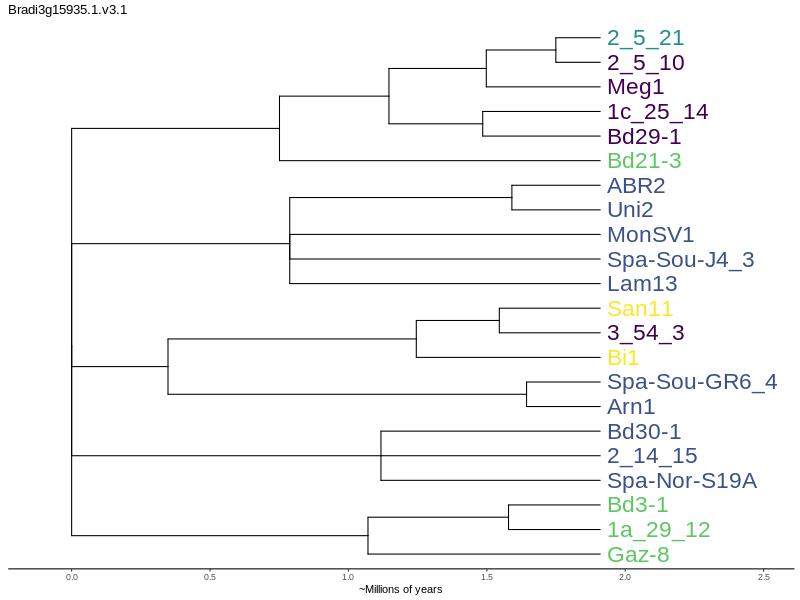 Bradi3g15935.1.v3.1
2_5_21
2_5_10
Meg1
1c_25_14
Bd29-1
Bd21-3
ABR2
Uni2
MonSV1
Spa-Sou-J4_3
Lam13
San11
3_54_3
Bi1
Spa-Sou-GR6_4
Arn1
Bd30-1
2_14_15
Spa-Nor-S19A
Bd3-1
1a_29_12
Gaz-8
0.0 0.5 1.0 1.5 2.0 2.5
~Millions of years